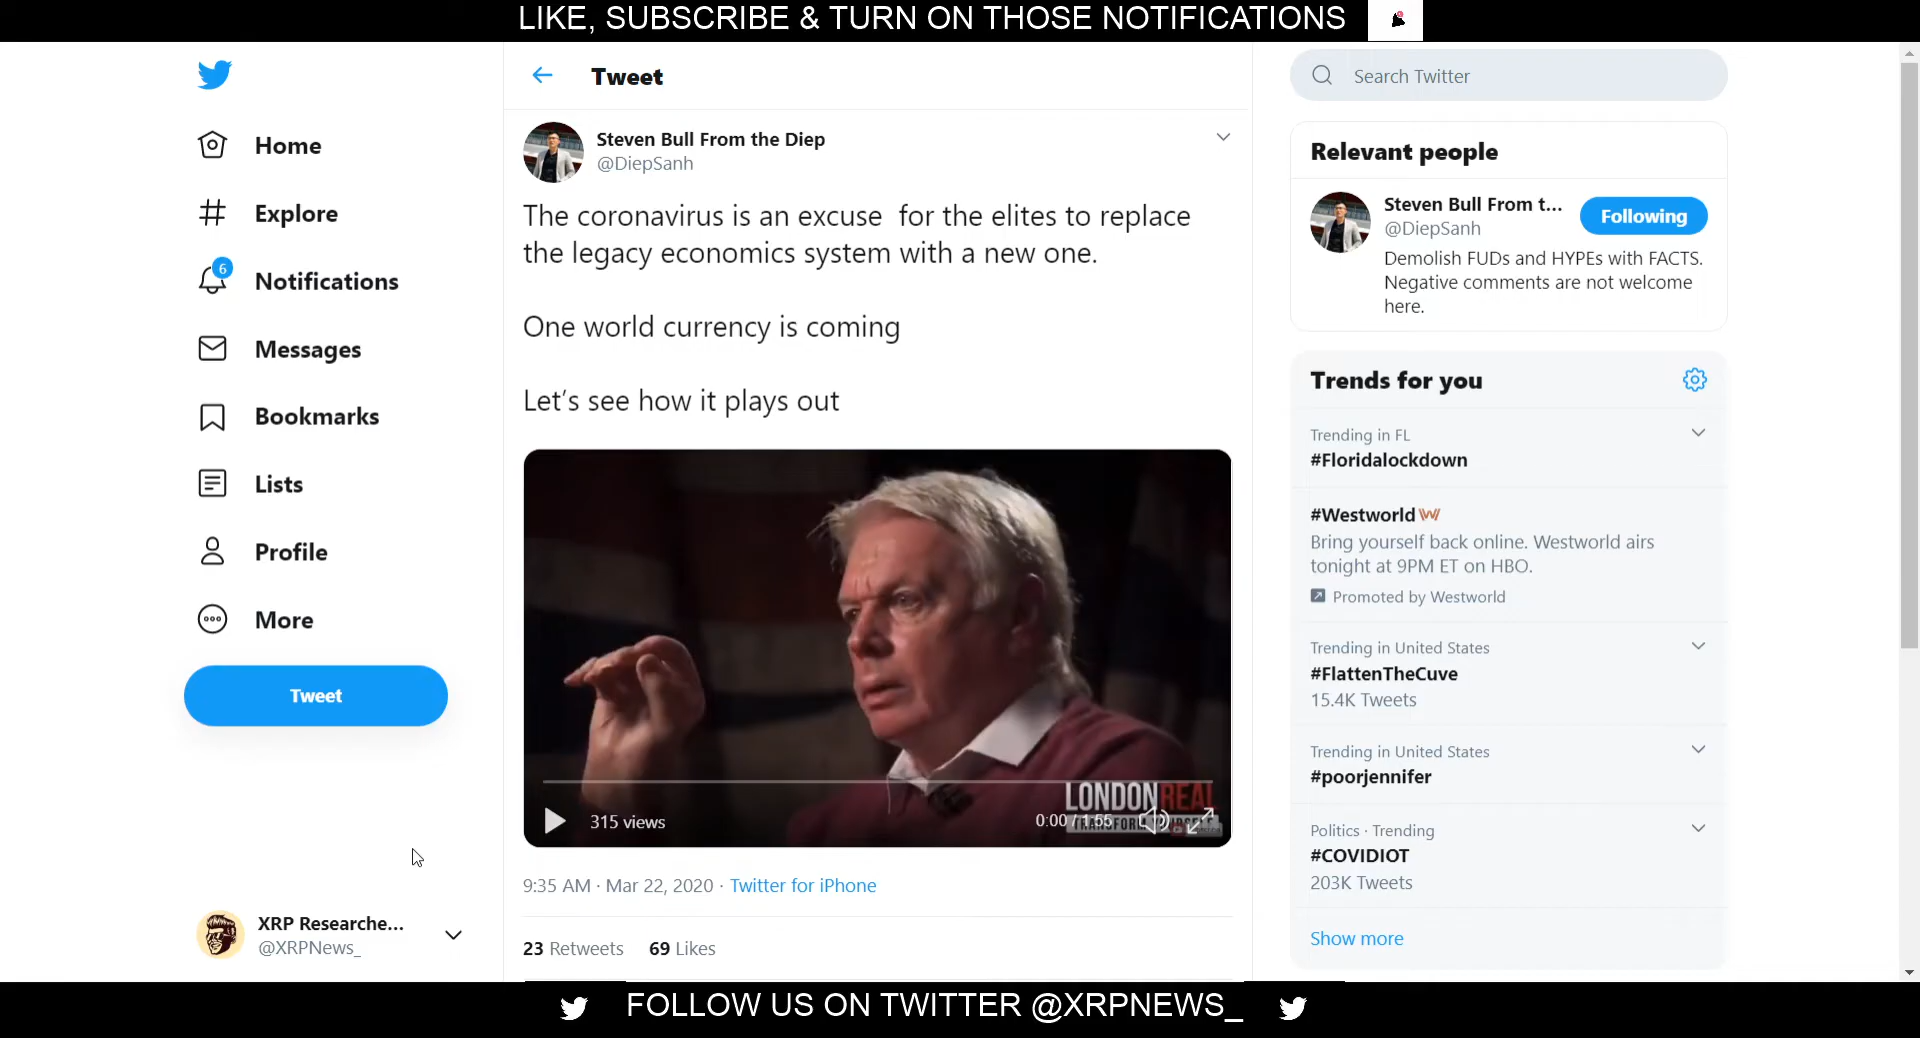 LIKE, SUBSCRIBE & TURN ON THOSE NOTIFICATIONS
Home
Explore
6
Notifications
Messages
Bookmarks
Lists
Profile
More
Tweet
XRP Researche...
@XRPNews_
Tweet
Steven Bull From the Diep
@DiepSanh
The coronavirus is an excuse for the elites to replace
the legacy economics system with a new one.
One world currency is coming
Let's see how it plays out
LONDON REAL
315 views
0:00 / 1:55
9:35 AM · Mar 22, 2020 · Twitter for iPhone
23 Retweets 69 Likes
Search Twitter
Relevant people
Steven Bull From t...
Following
@DiepSanh
Demolish FUDs and HYPEs with FACTS.
Negative comments are not welcome
here.
Trends for you
Trending in FL
#Floridalockdown
#Westworld
Bring yourself back online. Westworld airs
tonight at 9PM ET on HBO.
Promoted by Westworld
Trending in United States
#FlattenTheCuve
15.4K Tweets
Trending in United States
#poorjennifer
Politics · Trending
#COVIDIOT
203K Tweets
Show more
FOLLOW US ON TWITTER @XRPNEWS_